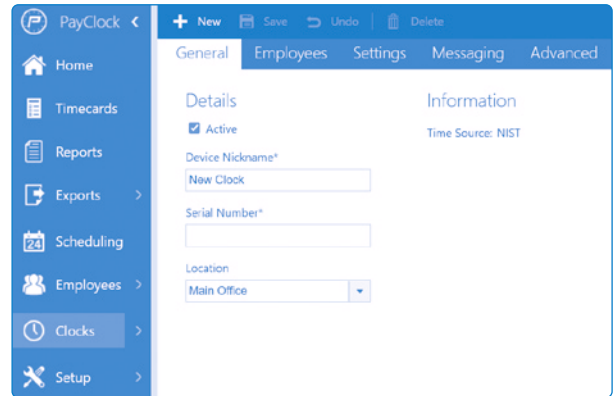 PayClock
Home
Timecards
Reports
Exports
24
Scheduling
Employees
Clocks
Setup
New Save Undo Delete
General Employees Settings Messaging Advanced
Details
Active
Device Nickname*
New Clock
Serial Number*
Location
Main Office
Information
Time Source: NIST